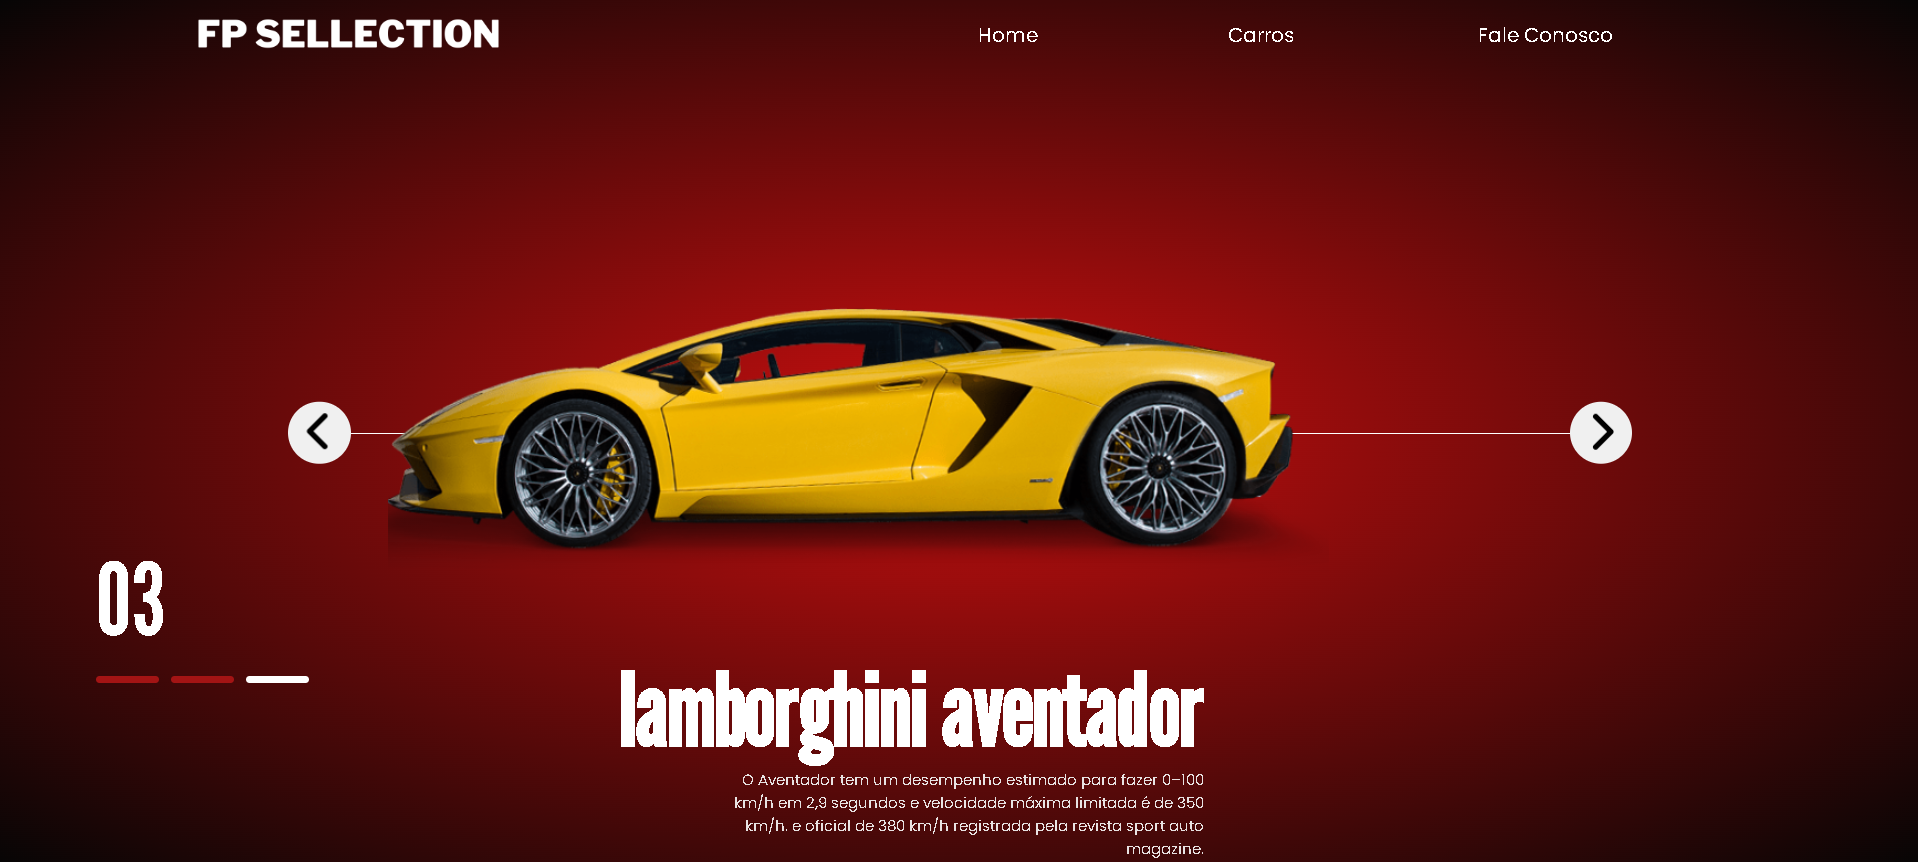 FP SELLECTION
Home
Carros
Fale Conosco
03
lamborghini aventador
O Aventador tem um desempenho estimado para fazer 0–100
km/h em 2,9 segundos e velocidade máxima limitada é de 350
km/h. e oficial de 380 km/h registrada pela revista sport auto
magazine.